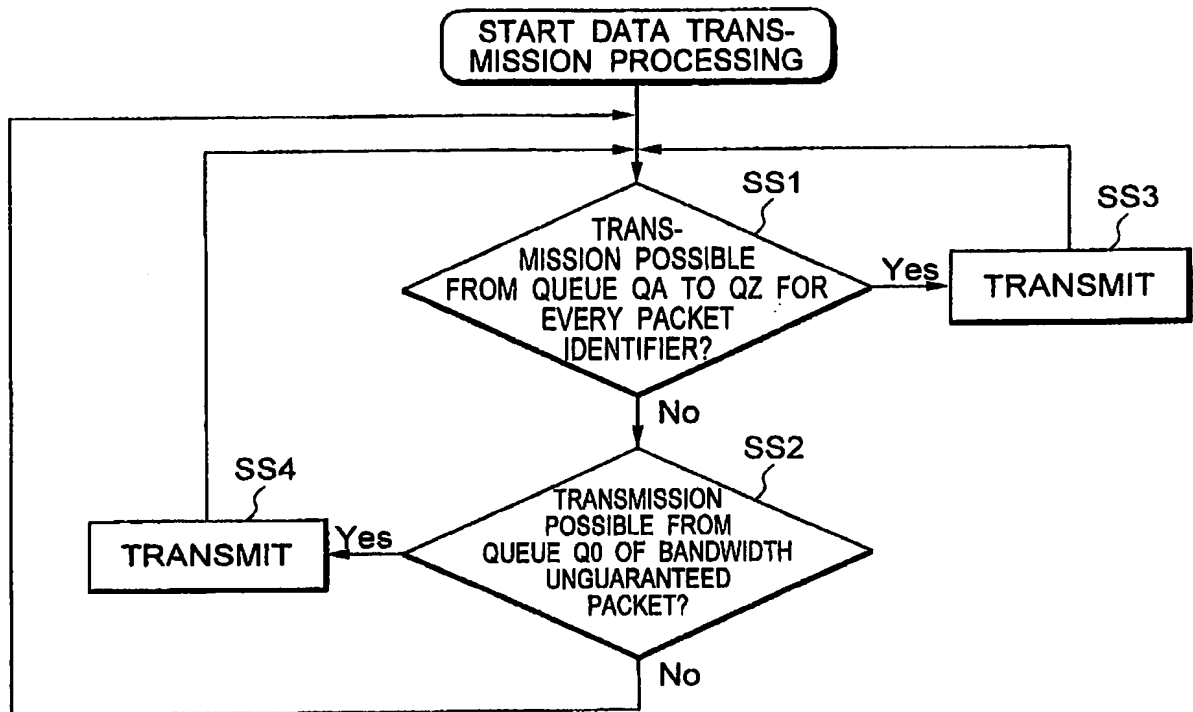 START DATA TRANS-
MISSION PROCESSING
SS1
TRANS-
MISSION POSSIBLE
FROM QUEUE QA TO QZ FOR
EVERY PACKET
IDENTIFIER?
Yes
SS3
TRANSMIT
No
SS2
TRANSMISSION
POSSIBLE FROM
QUEUE Q0 OF BANDWIDTH
UNGUARANTEED
PACKET?
Yes
SS4
TRANSMIT
No